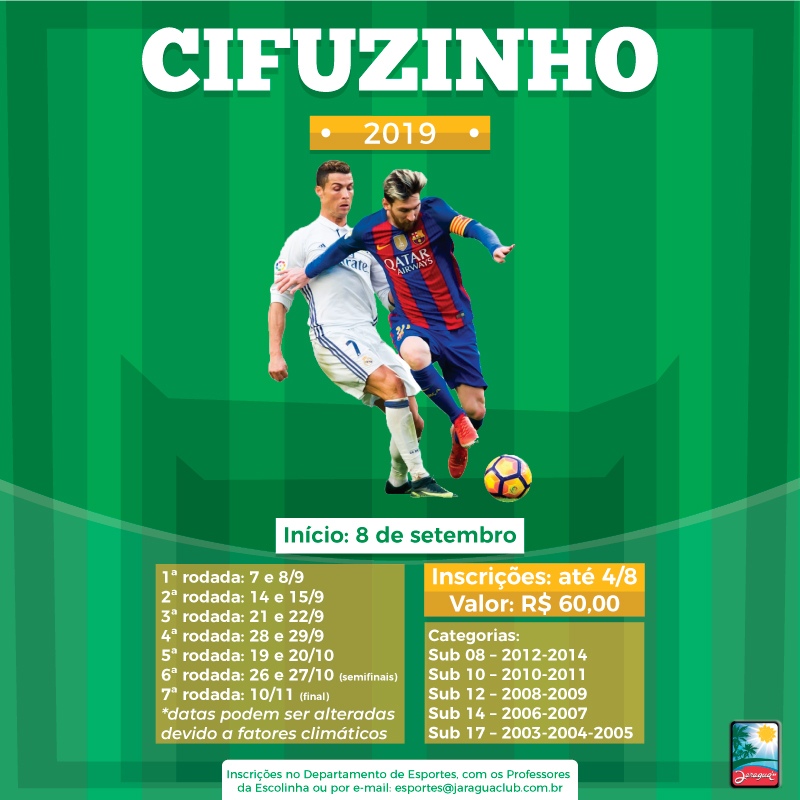 CIFUZINHO
2019
Emirates
7
QATAR
AIRWAYS
Início: 8 de setembro
1ª rodada: 7 e 8/9
2ª rodada: 14 e 15/9
3ª rodada: 21 e 22/9
4ª rodada: 28 e 29/9
5ª rodada: 19 e 20/10
6ª rodada: 26 e 27/10 (semifinais)
7ª rodada: 10/11 (final)
*datas podem ser alteradas
devido a fatores climáticos
Inscrições: até 4/8
Valor: R$ 60,00
Categorias:
Sub 08 – 2012-2014
Sub 10 – 2010-2011
Sub 12 – 2008-2009
Sub 14 – 2006-2007
Sub 17 – 2003-2004-2005
Jaraguá
Inscrições no Departamento de Esportes, com os Professores
da Escolinha ou por e-mail: esportes@jaraguaclub.com.br